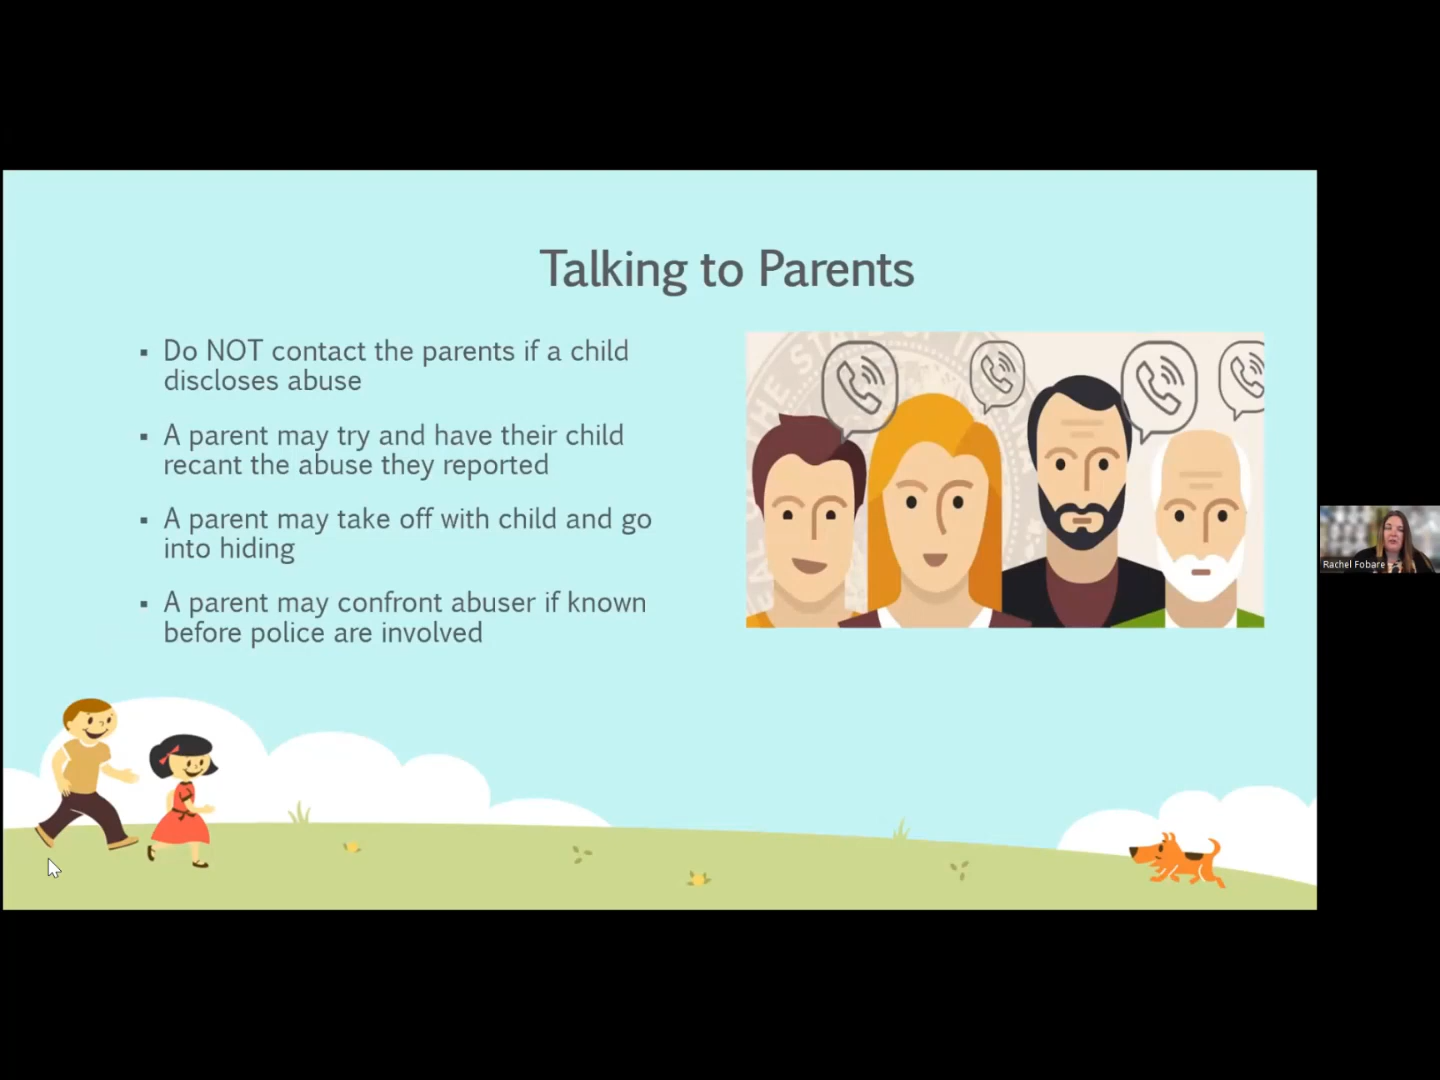 Talking to Parents
▪ Do NOT contact the parents if a child
discloses abuse
▪ A parent may try and have their child
recant the abuse they reported
▪ A parent may take off with child and go
into hiding
▪ A parent may confront abuser if known
before police are involved
Rachel Fobare